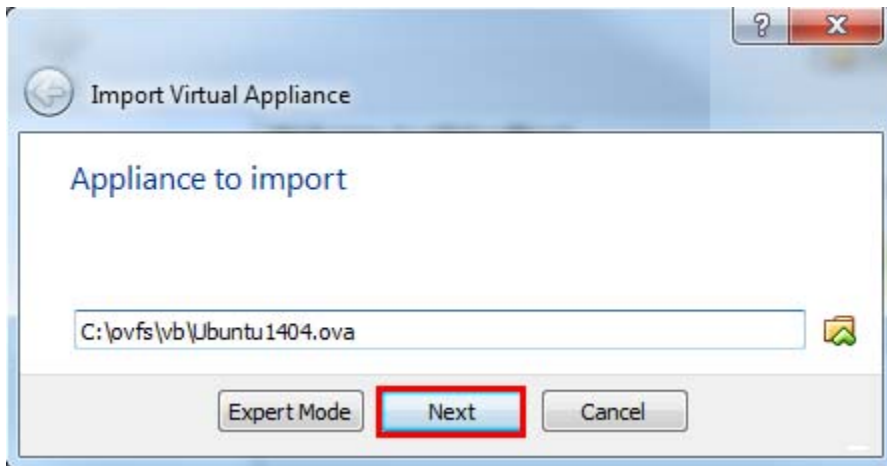 Import Virtual Appliance
Appliance to import
C:\ovfs\vb\Ubuntu1404.ova
Expert Mode Next Cancel